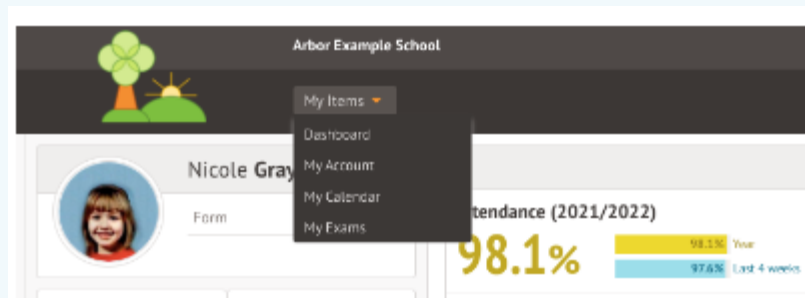 Arbor Example School
My Items
Dashboard
My Account
My Calendar
My Exams
Nicole Gray
Form
tendance (2021/2022)
98.1%
98.1% Year
97.6% Last 4 weeks